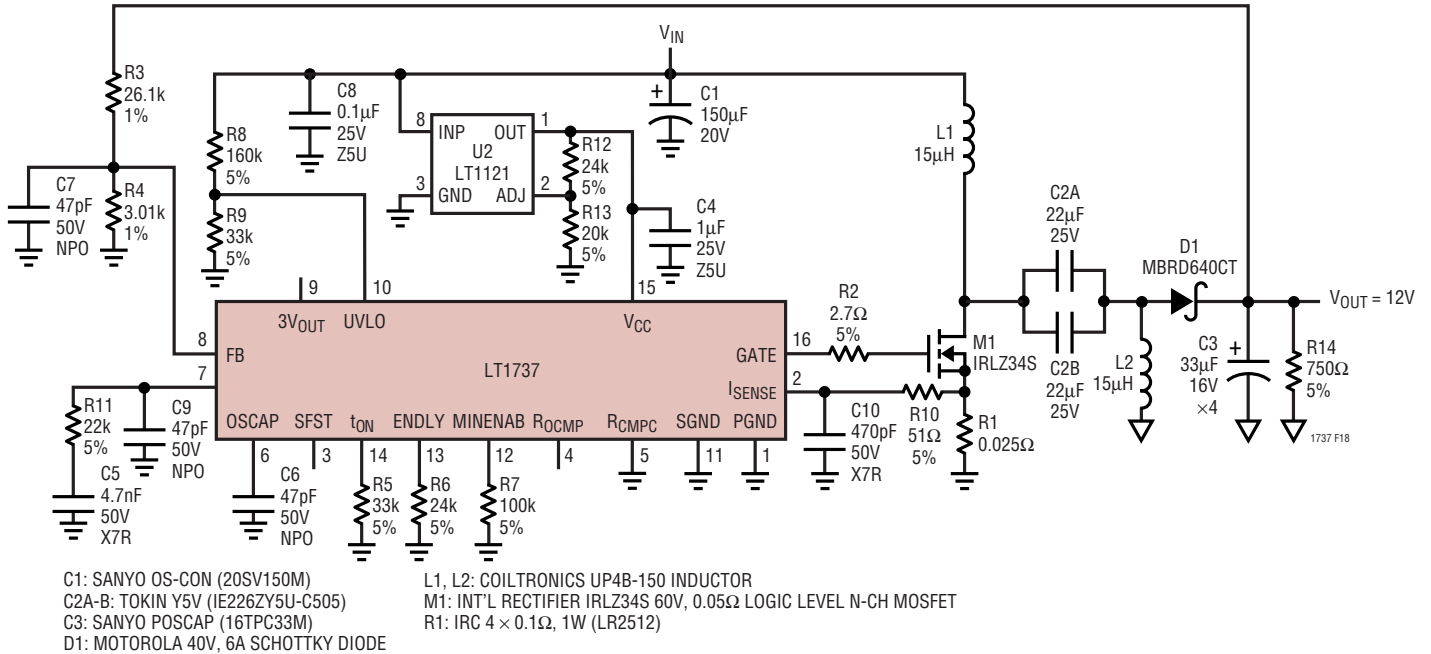 VIN
R3
26.1k
1%
C8
0.1µF
25V
Z5U
R8
160k
5%
8
INP
OUT
1
U2
LT1121
3
GND
ADJ
2
R12
24k
5%
R13
20k
5%
+
C1
150µF
20V
L1
15µH
C7
47pF
50V
NPO
R4
3.01k
1%
R9
33k
5%
C4
1µF
25V
Z5U
C2A
22µF
25V
D1
MBRD640CT
VOUT = 12V
9
10
15
3VOUT
UVLO
VCC
8
FB
LT1737
GATE
16
R2
2.7Ω
5%
M1
IRLZ34S
C2B
22µF
25V
L2
15µH
C3
33µF
16V
×4
+
R14
750Ω
5%
7
ISENSE
2
R11
22k
5%
C9
47pF
50V
NPO
OSCAP
SFST
tON
ENDLY
MINENAB
ROCMP
RCMPC
SGND
PGND
C10
470pF
50V
X7R
R10
51Ω
5%
R1
0.025Ω
1737 F18
6
3
14
13
12
4
5
11
1
C5
4.7nF
50V
X7R
C6
47pF
50V
NPO
R5
33k
5%
R6
24k
5%
R7
100k
5%
C1: SANYO OS-CON (20SV150M)
C2A-B: TOKIN Y5V (IE226ZY5U-C505)
C3: SANYO POSCAP (16TPC33M)
D1: MOTOROLA 40V, 6A SCHOTTKY DIODE
L1, L2: COILTRONICS UP4B-150 INDUCTOR
M1: INT'L RECTIFIER IRLZ34S 60V, 0.05Ω LOGIC LEVEL N-CH MOSFET
R1: IRC 4 × 0.1Ω, 1W (LR2512)